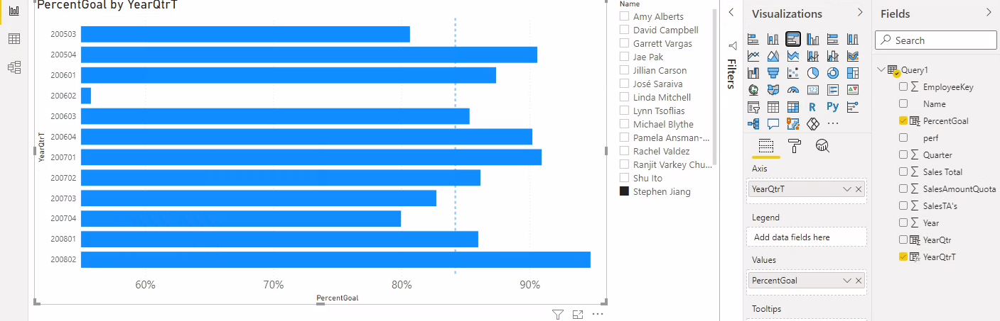 PercentGoal by YearQtrT
200503
200504
200601
200602
200603
200604
200701
200702
200703
200704
200801
200802
YearQtrT
60%
70%
80%
90%
PercentGoal
Name
Amy Alberts
David Campbell
Garrett Vargas
Jae Pak
Jillian Carson
José Saraiva
Linda Mitchell
Lynn Tsoflias
Michael Blythe
Pamela Ansman-...
Rachel Valdez
Ranjit Varkey Chu...
Shu Ito
Stephen Jiang
Filters
Visualizations
123
R
Py
...
Axis
YearQtrT
Legend
Add data fields here
Values
PercentGoal
Tooltips
Fields
Search
Query1
EmployeeKey
Name
PercentGoal
perf
Quarter
Sales Total
SalesAmountQuota
SalesTA's
Year
YearQtr
YearQtrT